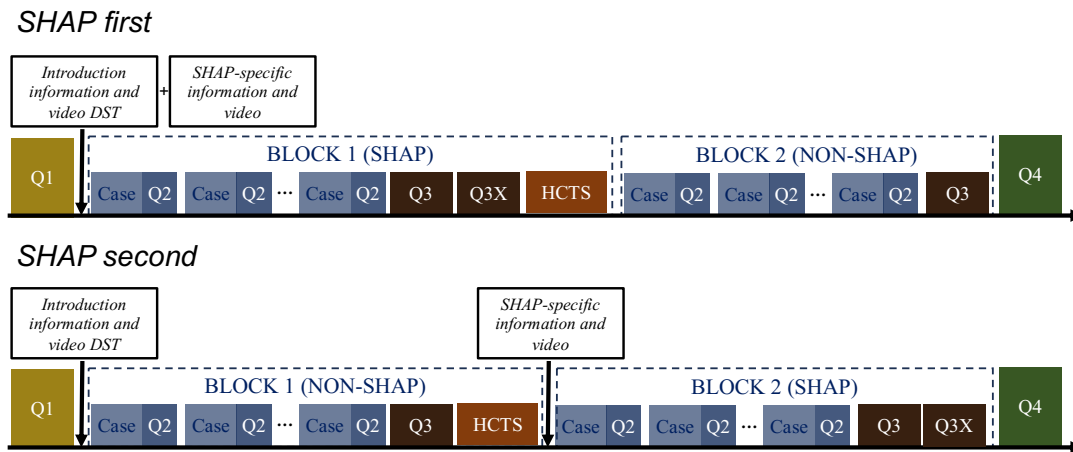 SHAP first
Introduction
information and
video DST
+
SHAP-specific
information and
video
Q1
BLOCK 1 (SHAP)
Case Q2 Case Q2 ··· Case Q2 Q3 Q3X HCTS
BLOCK 2 (NON-SHAP)
Case Q2 Case Q2 ... Case Q2 Q3
Q4
SHAP second
Introduction
information and
video DST
SHAP-specific
information and
video
Q1
BLOCK 1 (NON-SHAP)
Case Q2 Case Q2 ··· Case Q2 Q3 HCTS
BLOCK 2 (SHAP)
Case Q2 Case Q2 ··· Case Q2 Q3 Q3X
Q4